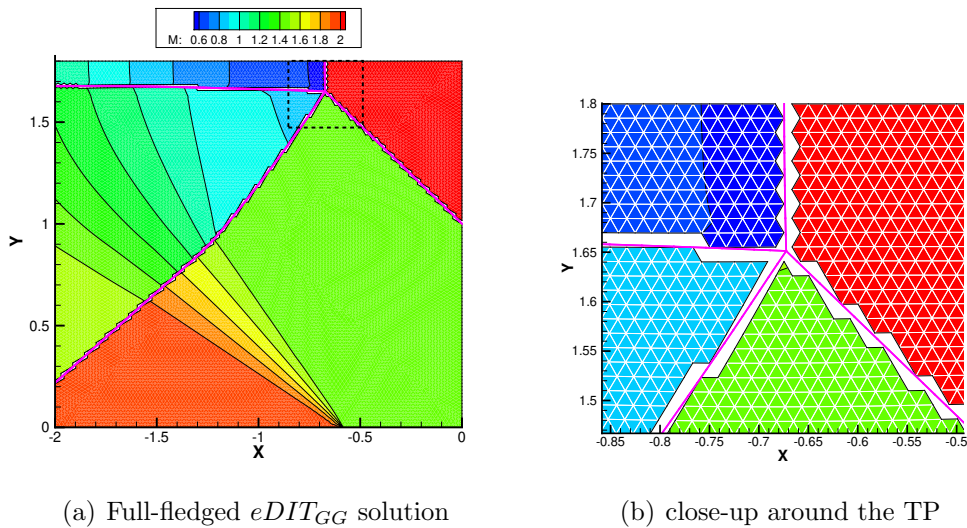 M: 0.6 0.8 1 1.2 1.4 1.6 1.8 2
Y
1.5
1
0.5
0
-2 -1.5 -1 -0.5 0
X
Y
1.8
1.75
1.7
1.65
1.6
1.55
1.5
-0.85 -0.8 -0.75 -0.7 -0.65 -0.6 -0.55 -0.5
X
(a) Full-fledged eDIT_GG solution
(b) close-up around the TP